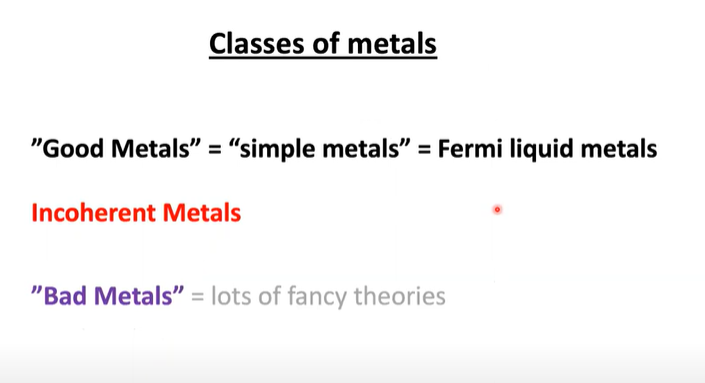 Classes of metals
”Good Metals” = “simple metals” = Fermi liquid metals
Incoherent Metals
”Bad Metals” = lots of fancy theories